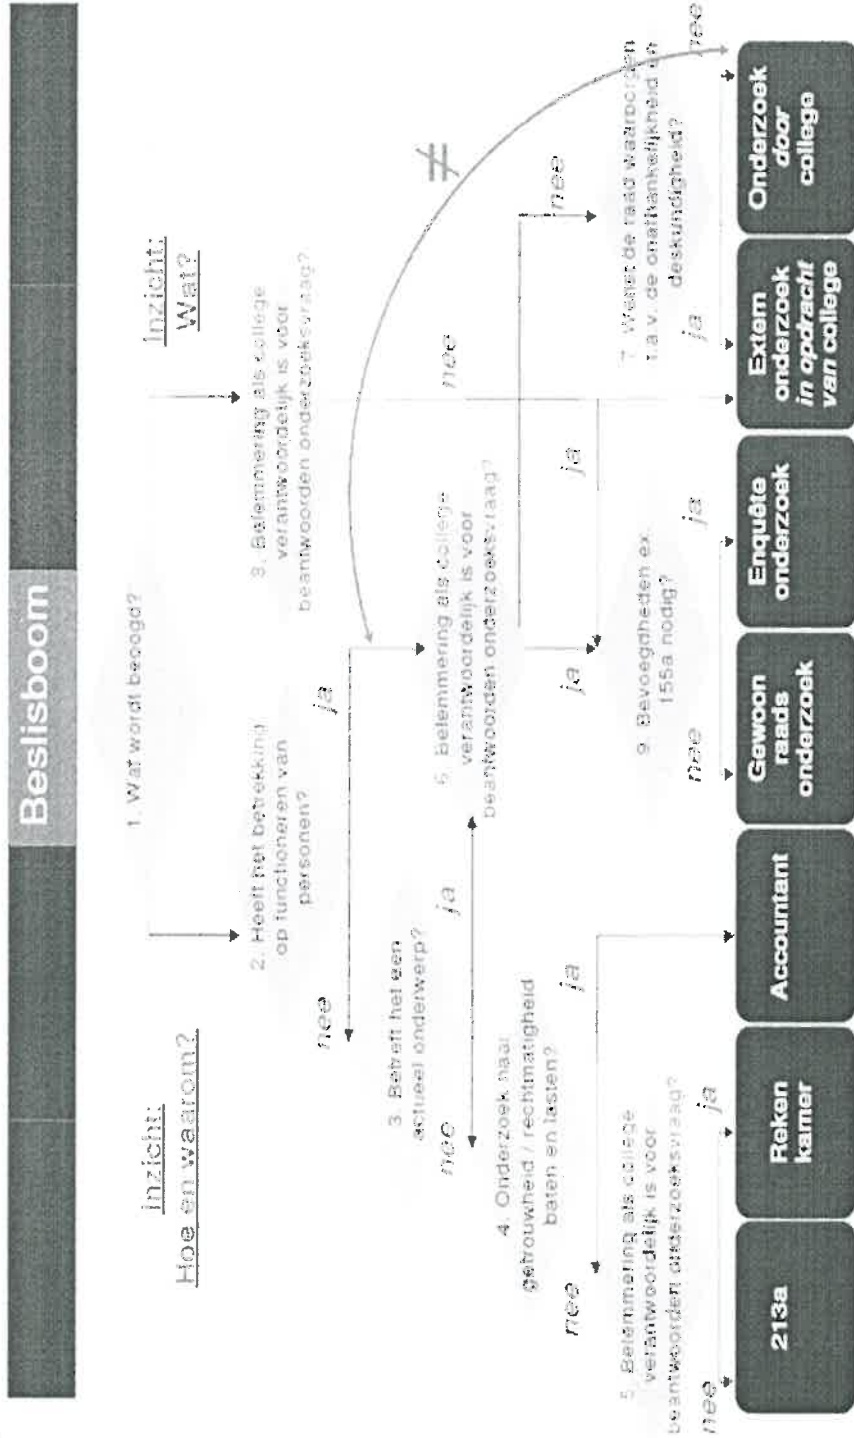 Beslisboom
1. Wat wordt beoogd?
Inzicht:
Hoe en waarom?
Inzicht:
Wat?
2. Heeft het betrekking
op functioneren van
personen?
3. Belemmering als college
verantwoordelijk is voor
beantwoorden onderzoeksvraag?
nee
ja
3. Betreft het een
actueel onderwerp?
nee
ja
Belemmering als college
verantwoordelijk is voor
beantwoorden onderzoeksvraag?
nee
≠
4. Onderzoek naar
getrouwheid / rechtmatigheid
baten en lasten?
nee
ja
ja
ja
nee
5. Belemmering als college
verantwoordelijk is voor
beantwoorden onderzoeksvraag?
nee
ja
9. Bevoegdheden ex.
155a nodig?
nee
ja
7. Wenst de raad waarborgen
t.a.v. de onafhankelijkheid en
deskundigheid?
ja
nee
213a
Reken
kamer
Accountant
Gewoon
raads
onderzoek
Enquête
onderzoek
Extern
onderzoek
in opdracht
van college
Onderzoek
door
college